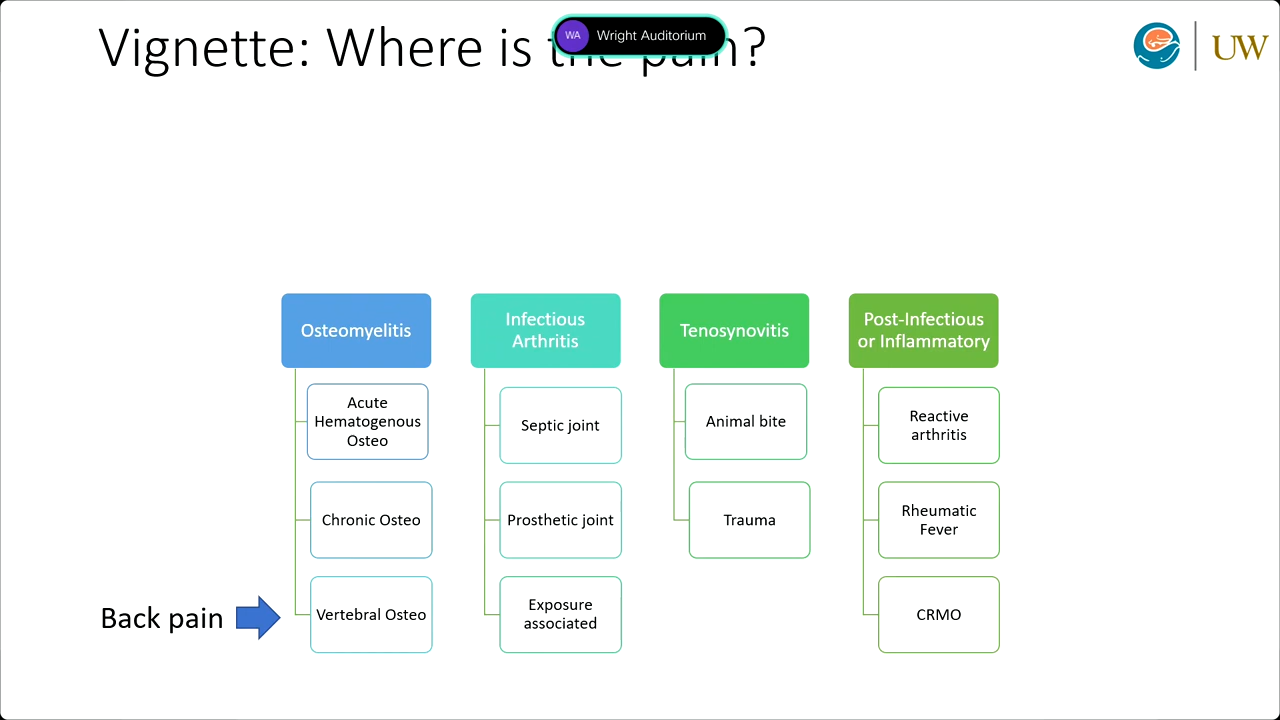 Vignette: Where is the pain?
WA Wright Auditorium
UW
Osteomyelitis
Acute
Hematogenous
Osteo
Chronic Osteo
Vertebral Osteo
Back pain
Infectious
Arthritis
Septic joint
Prosthetic joint
Exposure
associated
Tenosynovitis
Animal bite
Trauma
Post-Infectious
or Inflammatory
Reactive
arthritis
Rheumatic
Fever
CRMO